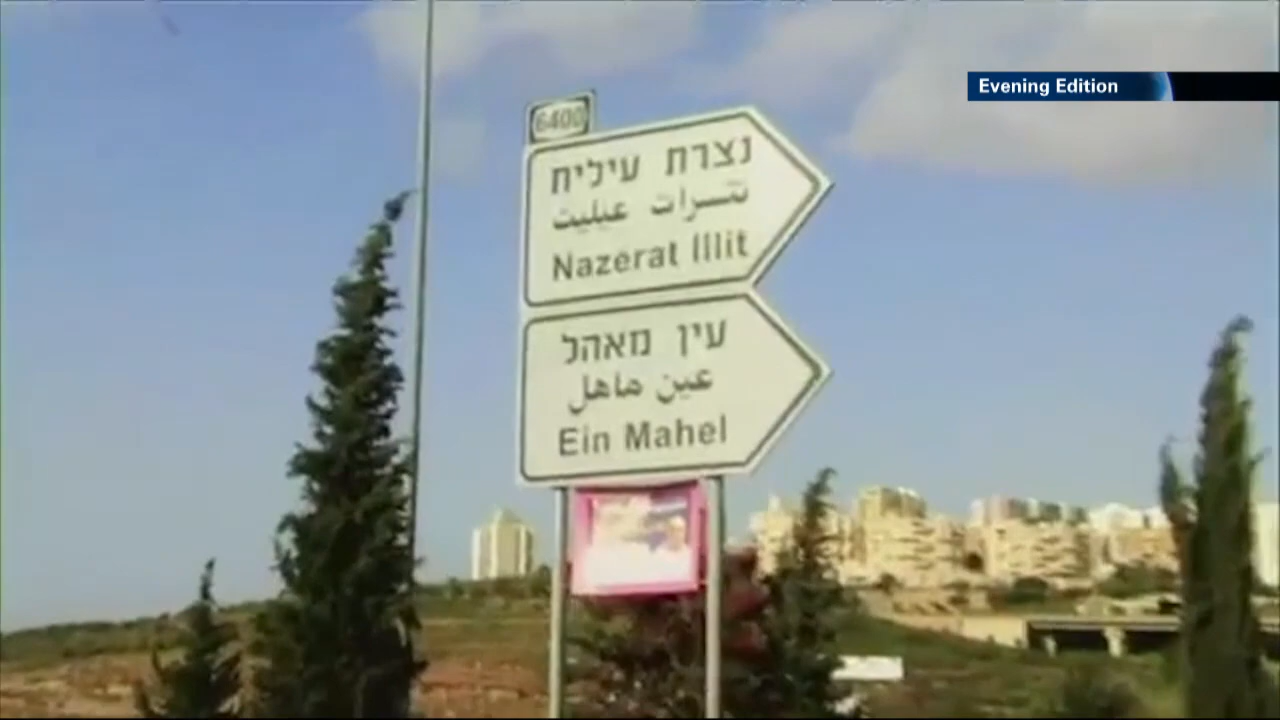 Evening Edition
6400
נצרת עילית
نتسرات عيليت
Nazerat Illit
עין מאהל
عين ماهل
Ein Mahel